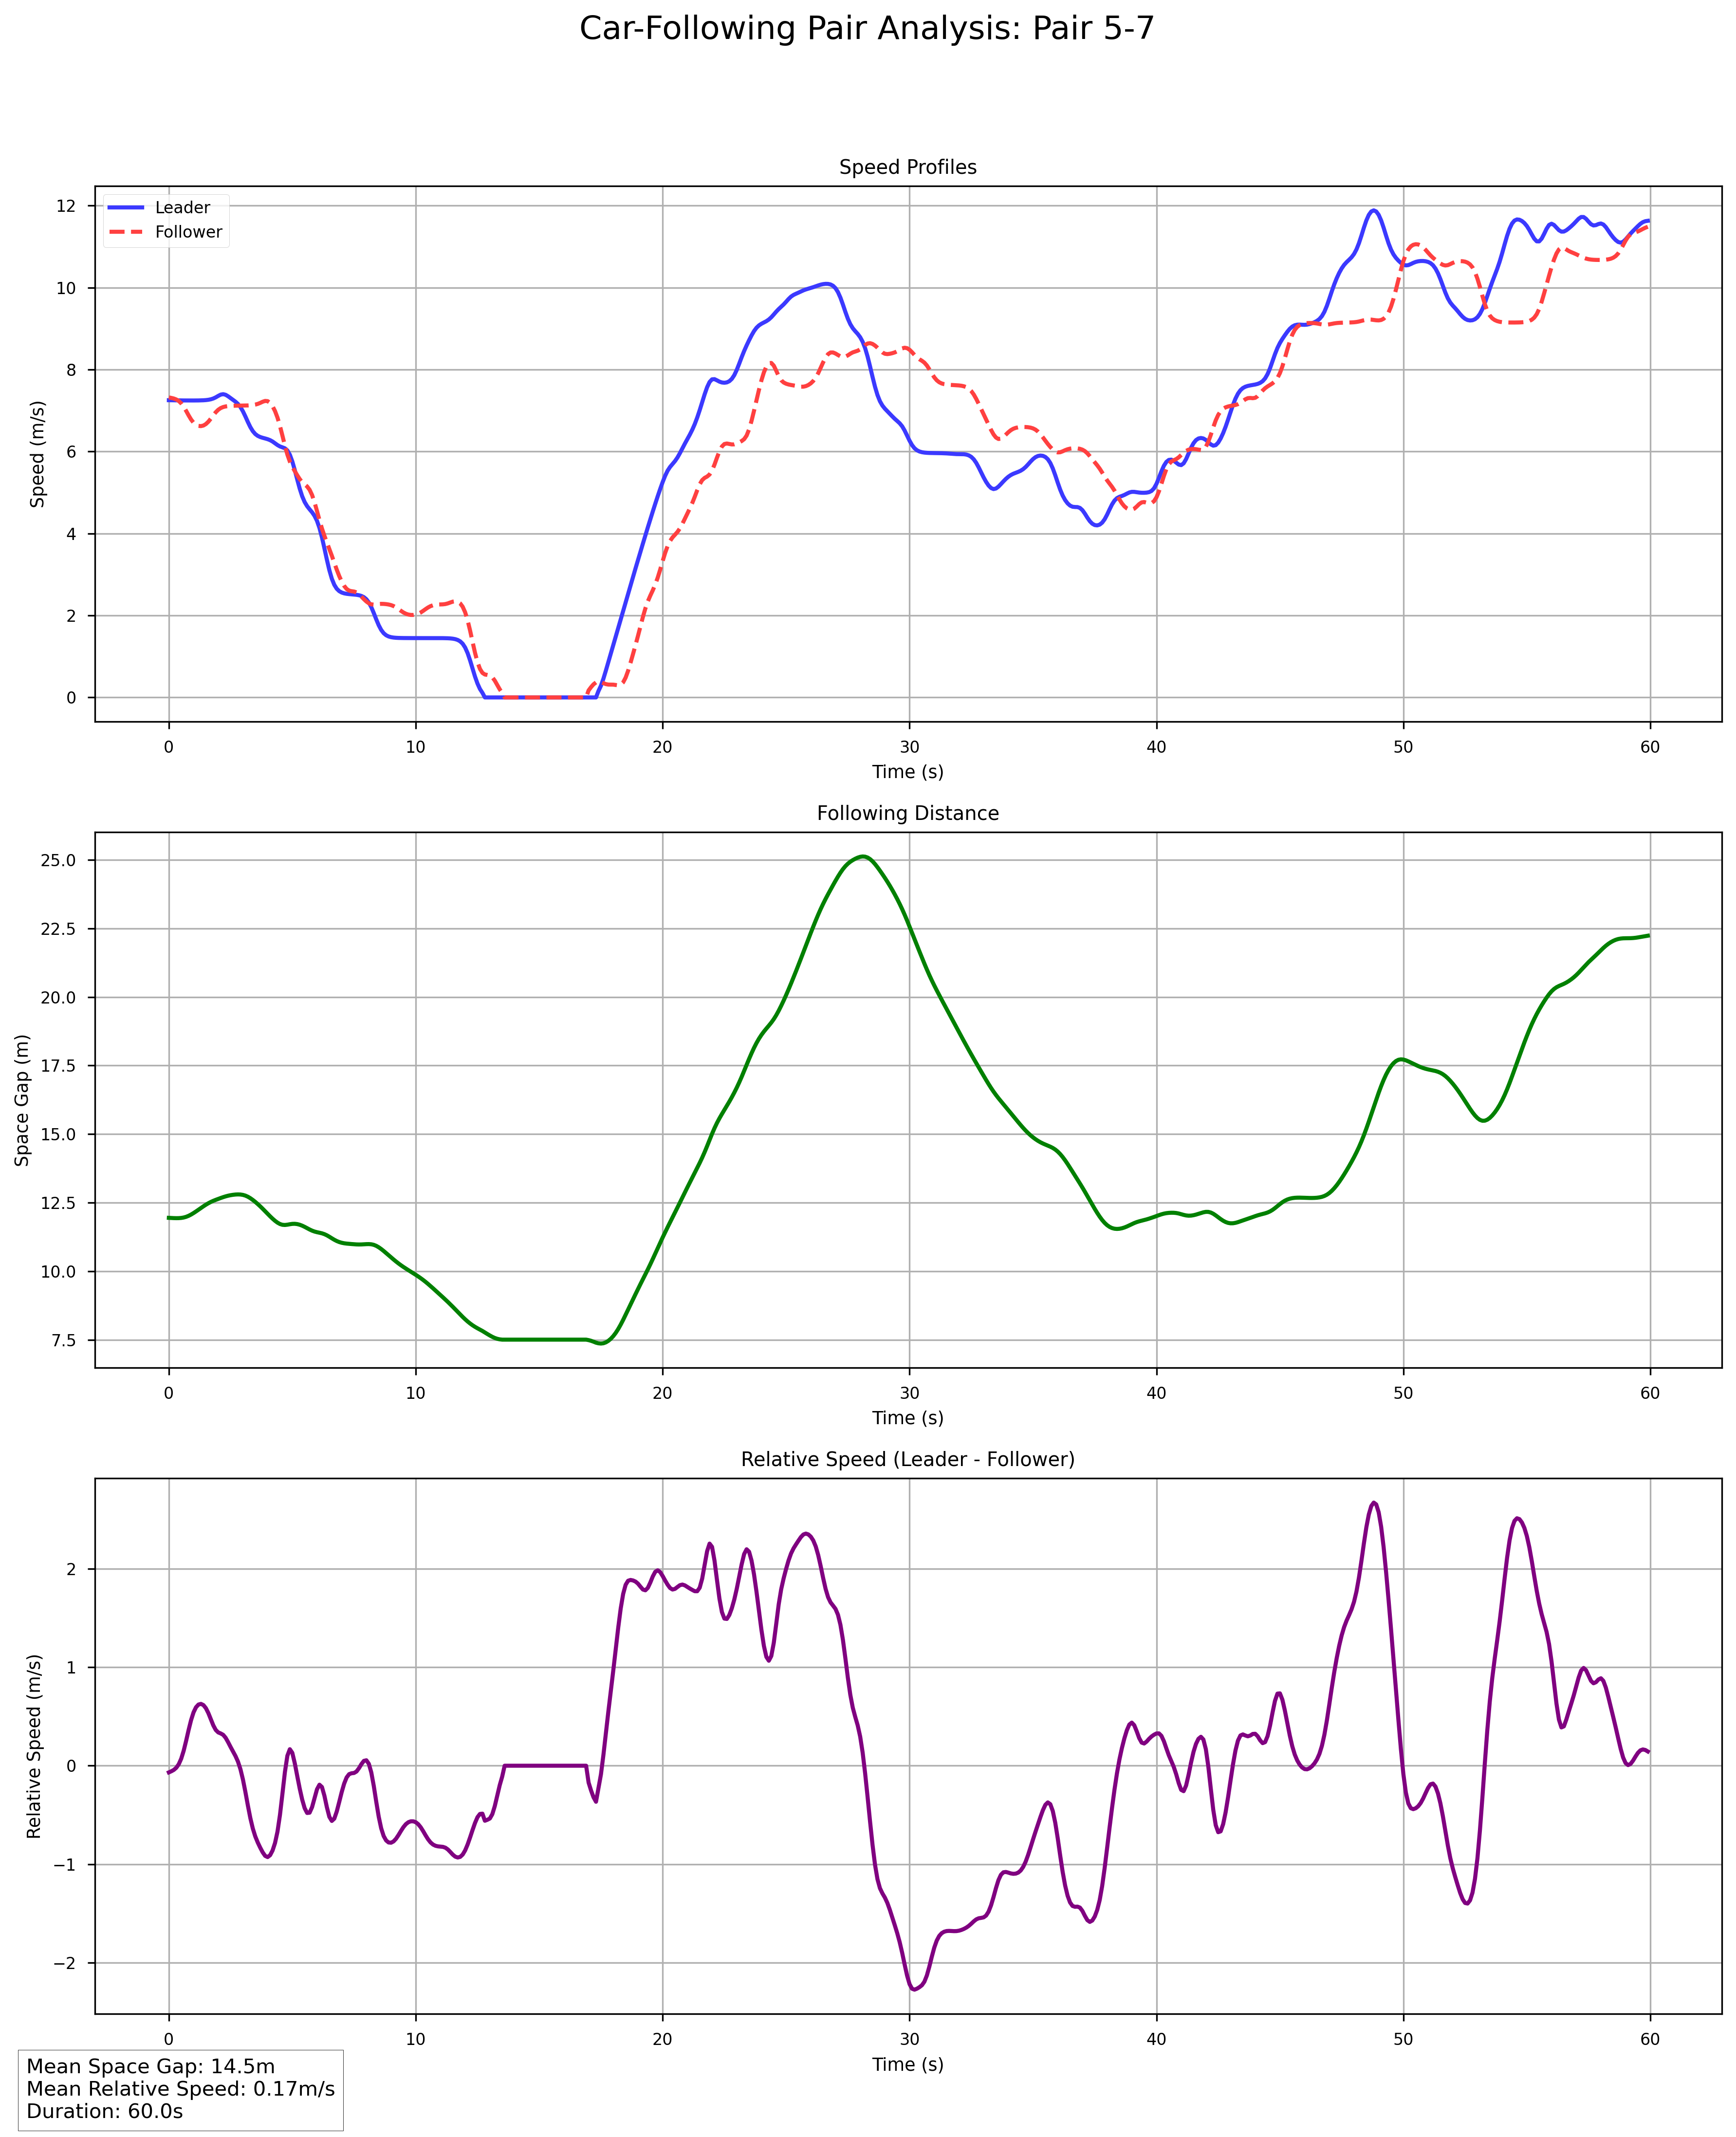 Car-Following Pair Analysis: Pair 5-7
Speed Profiles
Leader
Follower
Speed (m/s)
12
10
8
6
4
2
0
0 10 20 30 40 50 60
Time (s)
Following Distance
Space Gap (m)
25.0
22.5
20.0
17.5
15.0
12.5
10.0
7.5
0 10 20 30 40 50 60
Time (s)
Relative Speed (Leader - Follower)
Relative Speed (m/s)
2
1
0
−1
−2
0 10 20 30 40 50 60
Time (s)
Mean Space Gap: 14.5m
Mean Relative Speed: 0.17m/s
Duration: 60.0s